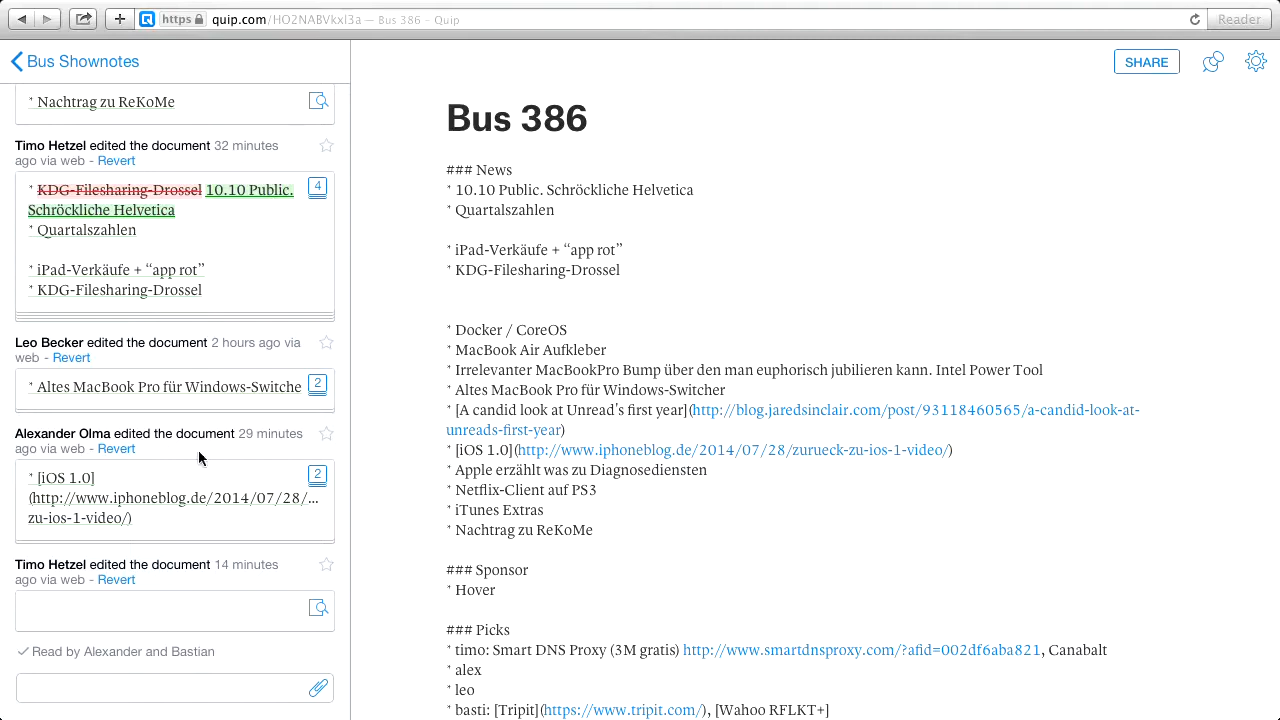 https quip.com/HO2NABVkxl3a — Bus 386 - Quip
Reader
Bus Shownotes
* Nachtrag zu ReKoMe
Timo Hetzel edited the document 32 minutes
ago via web - Revert
* KDG-Filesharing-Drossel 10.10 Public.
Schröckliche Helvetica
* Quartalszahlen
* iPad-Verkäufe + “app rot”
* KDG-Filesharing-Drossel
4
Leo Becker edited the document 2 hours ago via
web - Revert
* Altes MacBook Pro für Windows-Switche
2
Alexander Olma edited the document 29 minutes
ago via web - Revert
* [iOS 1.0]
(http://www.iphoneblog.de/2014/07/28/...
zu-ios-1-video/)
2
Timo Hetzel edited the document 14 minutes
ago via web - Revert
Read by Alexander and Bastian
SHARE
Bus 386
### News
* 10.10 Public. Schröckliche Helvetica
* Quartalszahlen
* iPad-Verkäufe + “app rot”
* KDG-Filesharing-Drossel
* Docker / CoreOS
* MacBook Air Aufkleber
* Irrelevanter MacBookPro Bump über den man euphorisch jubilieren kann. Intel Power Tool
* Altes MacBook Pro für Windows-Switcher
* [A candid look at Unread's first year](http://blog.jaredsinclair.com/post/93118460565/a-candid-look-at-
unreads-first-year)
* [iOS 1.0](http://www.iphoneblog.de/2014/07/28/zurueck-zu-ios-1-video/)
* Apple erzählt was zu Diagnosediensten
* Netflix-Client auf PS3
* iTunes Extras
* Nachtrag zu ReKoMe
### Sponsor
* Hover
### Picks
* timo: Smart DNS Proxy (3M gratis) http://www.smartdnsproxy.com/?afid=002df6aba821, Canabalt
* alex
* leo
* basti: [Tripit](https://www.tripit.com/), [Wahoo RFLKT+]